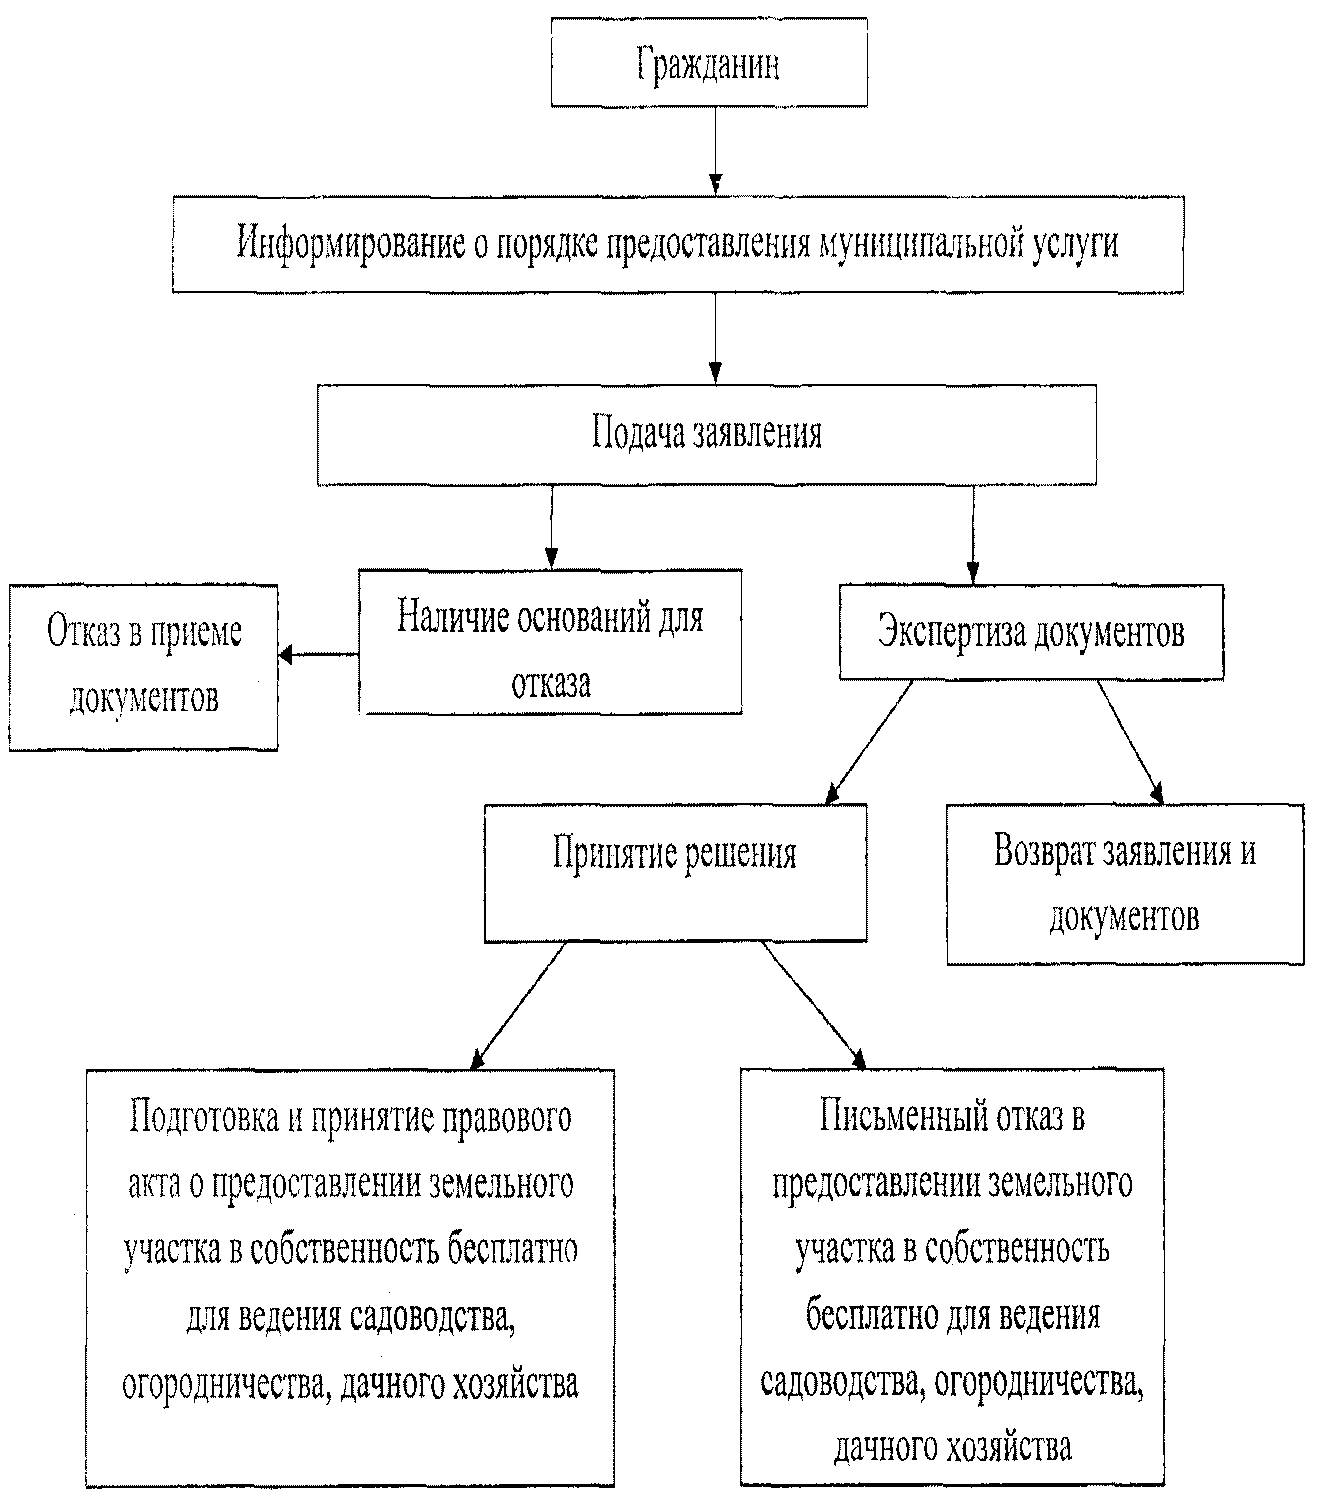 Гражданин
Информирование о порядке предоставления муниципальной услуги
Подача заявления
Отказ в приеме
документов
Наличие оснований для
отказа
Экспертиза документов
Принятие решения
Возврат заявления и
документов
Подготовка и принятие правового
акта о предоставлении земельного
участка в собственность бесплатно
для ведения садоводства,
огородничества, дачного хозяйства
Письменный отказ в
предоставлении земельного
участка в собственность
бесплатно для ведения
садоводства, огородничества,
дачного хозяйства